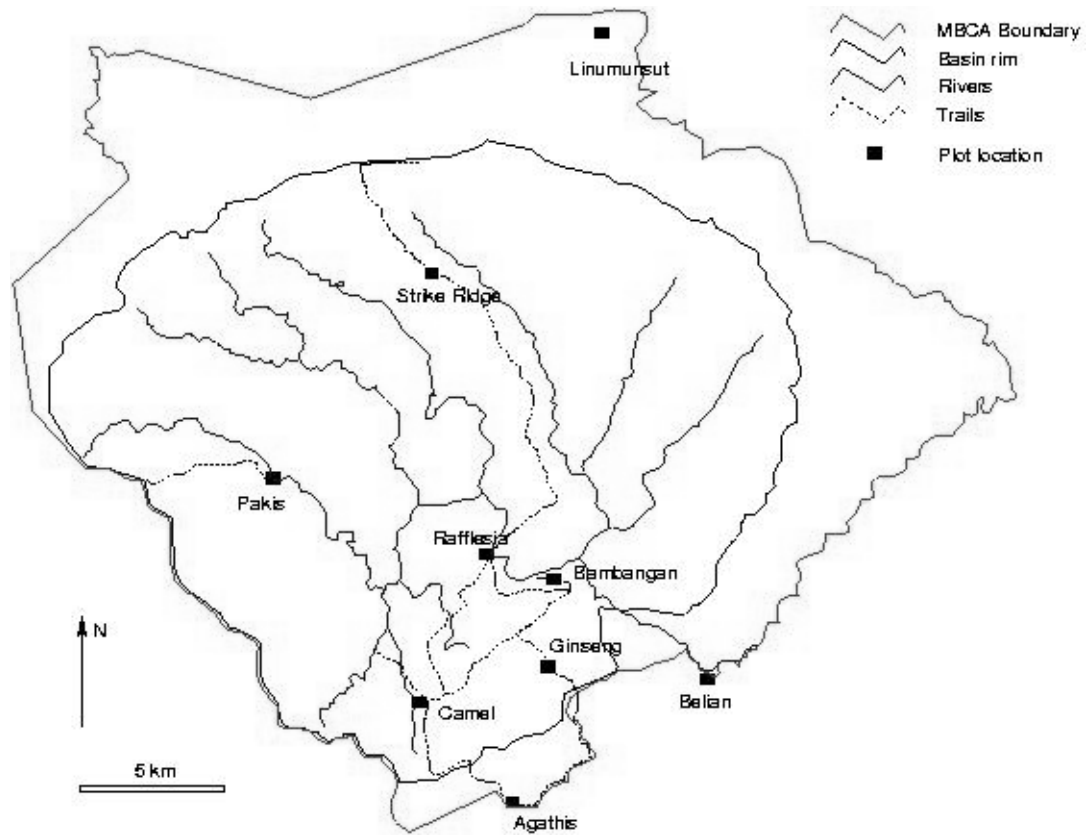 MBCA Boundary
Basin rim
Rivers
Trails
Plot location
Linumunsut
Strike Ridge
Pakis
Rafflesia
Bambangan
Ginseng
Belian
Camel
Agathis
N
5 km